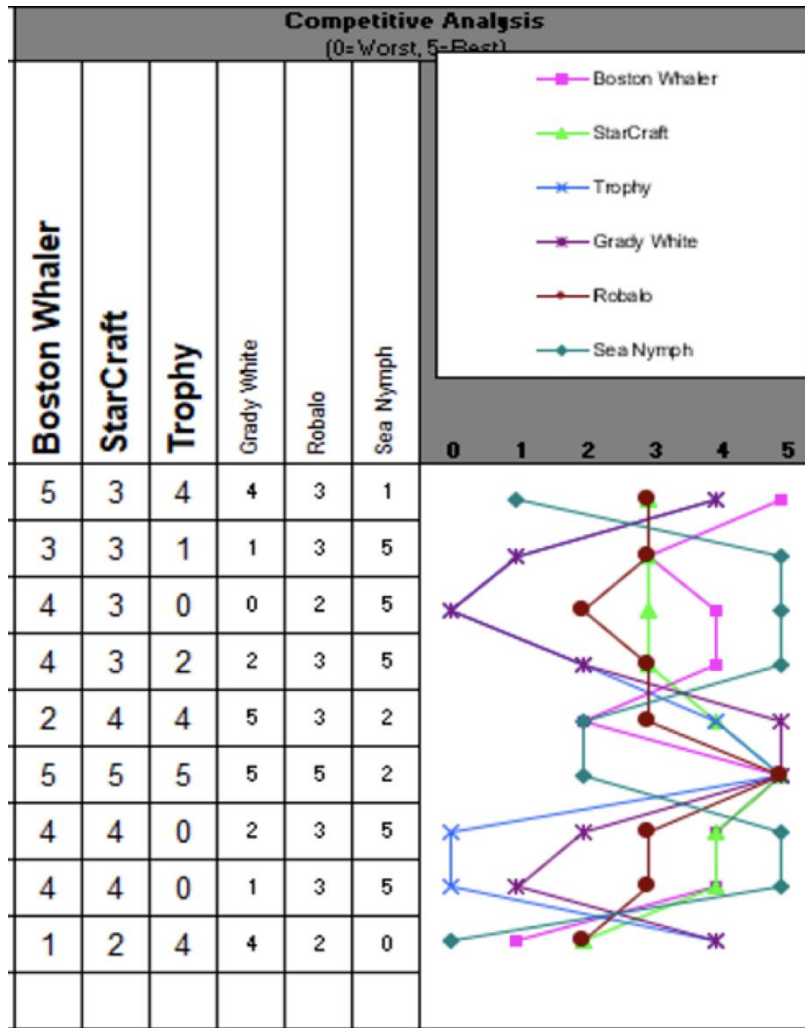 Competitive Analysis
(0=Worst, 5=Best)
Boston Whaler
StarCraft
Trophy
Grady White
Robalo
Sea Nymph
Boston Whaler
StarCraft
Trophy
Grady White
Robalo
Sea Nymph
0 1 2 3 4 5
5 3 4 4 3 1
3 3 1 1 3 5
4 3 0 0 2 5
4 3 2 2 3 5
2 4 4 5 3 2
5 5 5 5 5 2
4 4 0 2 3 5
4 4 0 1 3 5
1 2 4 4 2 0